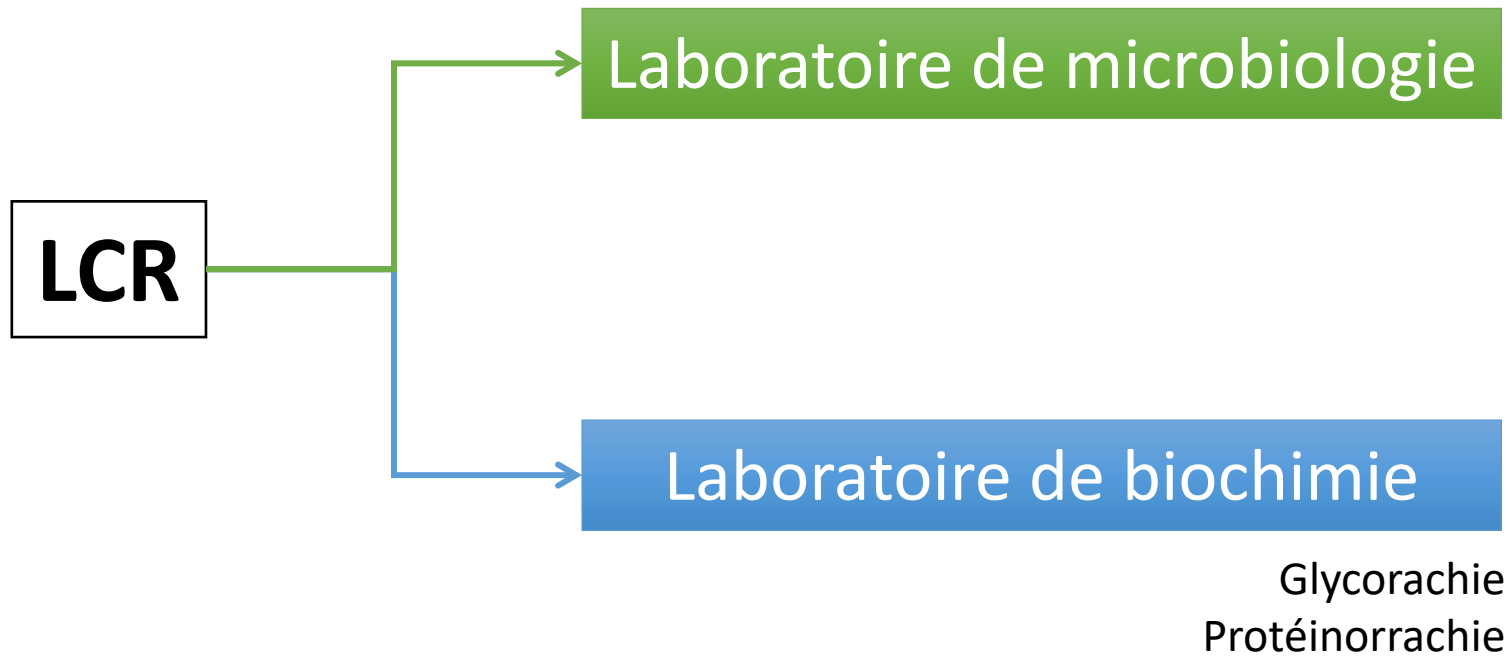 Laboratoire de microbiologie
LCR
Laboratoire de biochimie
Glycorachie
Protéinorrachie